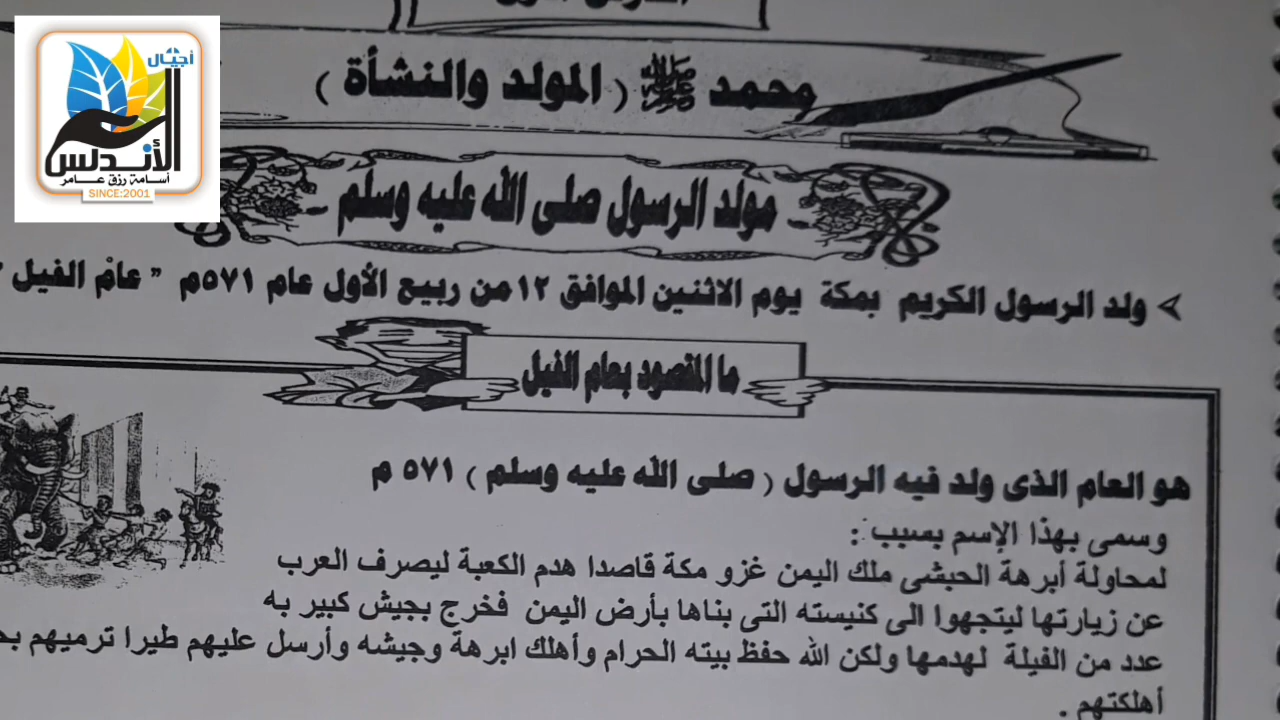 أجيال
الأندلس
أسامة رزق عامر
SINCE:2001
محمد ﷺ ( المولد والنشأة )
مولد الرسول صلى الله عليه وسلم
ولد الرسول الكريم بمكة يوم الاثنين الموافق ١٢ من ربيع الأول عام ٥٧١م " عام الفيل "
ما المقصود بعام الفيل
هو العام الذى ولد فيه الرسول ( صلى الله عليه وسلم ) ٥٧١ م
وسمى بهذا الإسم بسبب :
لمحاولة أبرهة الحبشى ملك اليمن غزو مكة قاصدا هدم الكعبة ليصرف العرب
عن زيارتها ليتجهوا الى كنيسته التى بناها بأرض اليمن فخرج بجيش كبير به
عدد من الفيلة لهدمها ولكن الله حفظ بيته الحرام وأهلك ابرهة وجيشه وأرسل عليهم طيرا ترميهم
أهلكتهم .